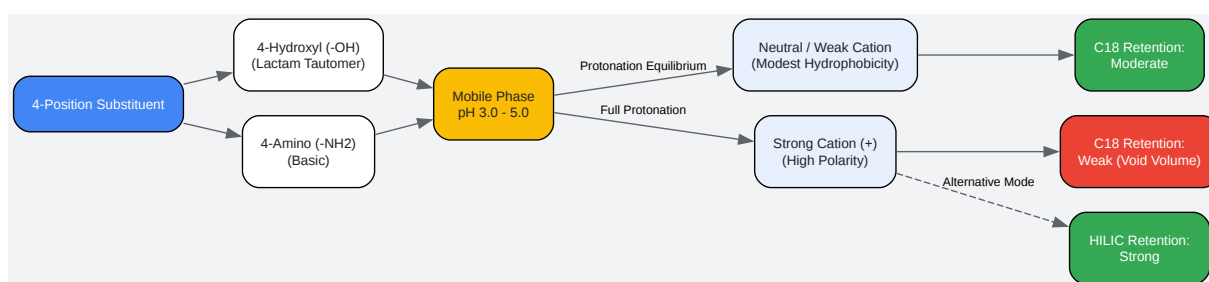 4-Position Substituent
4-Hydroxyl (-OH)
(Lactam Tautomer)
4-Amino (-NH2)
(Basic)
Mobile Phase
pH 3.0 - 5.0
Protonation Equilibrium
Full Protonation
Neutral / Weak Cation
(Modest Hydrophobicity)
Strong Cation (+)
(High Polarity)
Alternative Mode
C18 Retention:
Moderate
C18 Retention:
Weak (Void Volume)
HILIC Retention:
Strong